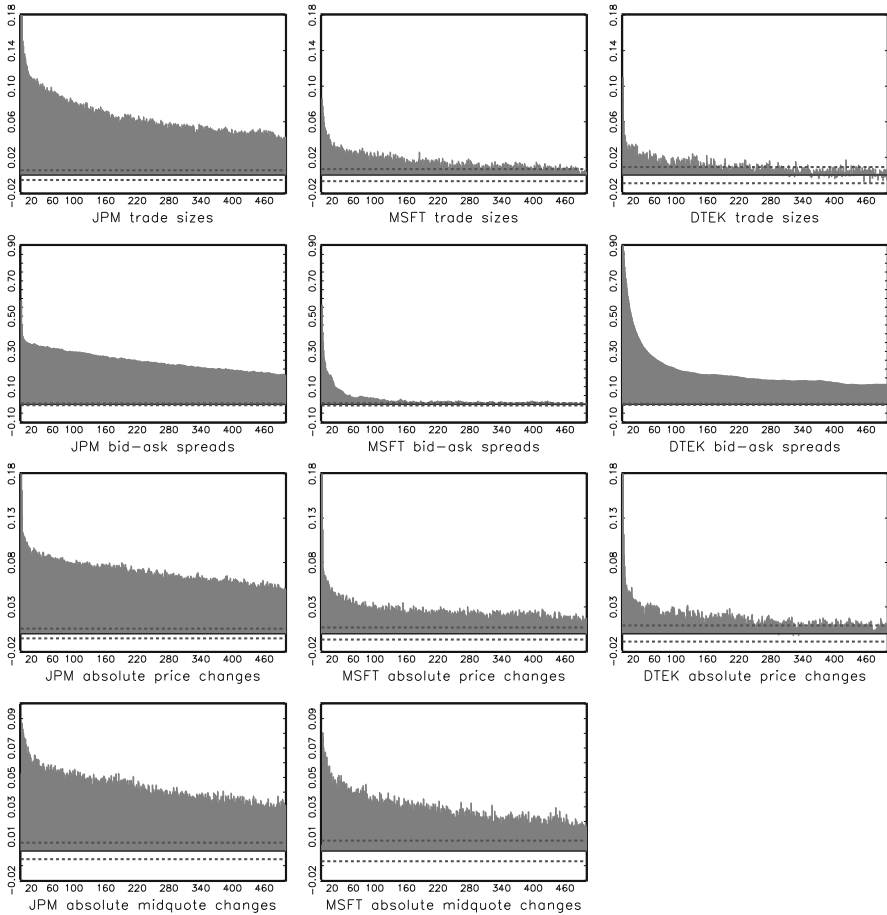 0.18
0.14
0.10
0.06
0.02
−0.02
20 60 100 160 220 280 340 400 460
JPM trade sizes
0.18
0.14
0.10
0.06
0.02
−0.02
20 60 100 160 220 280 340 400 460
MSFT trade sizes
0.18
0.14
0.10
0.06
0.02
−0.02
20 60 100 160 220 280 340 400 460
DTEK trade sizes
0.90
0.70
0.50
0.30
0.10
−0.10
20 60 100 160 220 280 340 400 460
JPM bid−ask spreads
0.90
0.70
0.50
0.30
0.10
−0.10
20 60 100 160 220 280 340 400 460
MSFT bid−ask spreads
0.90
0.70
0.50
0.30
0.10
−0.10
20 60 100 160 220 280 340 400 460
DTEK bid−ask spreads
0.18
0.13
0.08
0.03
−0.02
20 60 100 160 220 280 340 400 460
JPM absolute price changes
0.18
0.13
0.08
0.03
−0.02
20 60 100 160 220 280 340 400 460
MSFT absolute price changes
0.18
0.13
0.08
0.03
−0.02
20 60 100 160 220 280 340 400 460
DTEK absolute price changes
0.09
0.07
0.05
0.03
0.01
−0.02
20 60 100 160 220 280 340 400 460
JPM absolute midquote changes
0.09
0.07
0.05
0.03
0.01
−0.02
20 60 100 160 220 280 340 400 460
MSFT absolute midquote changes